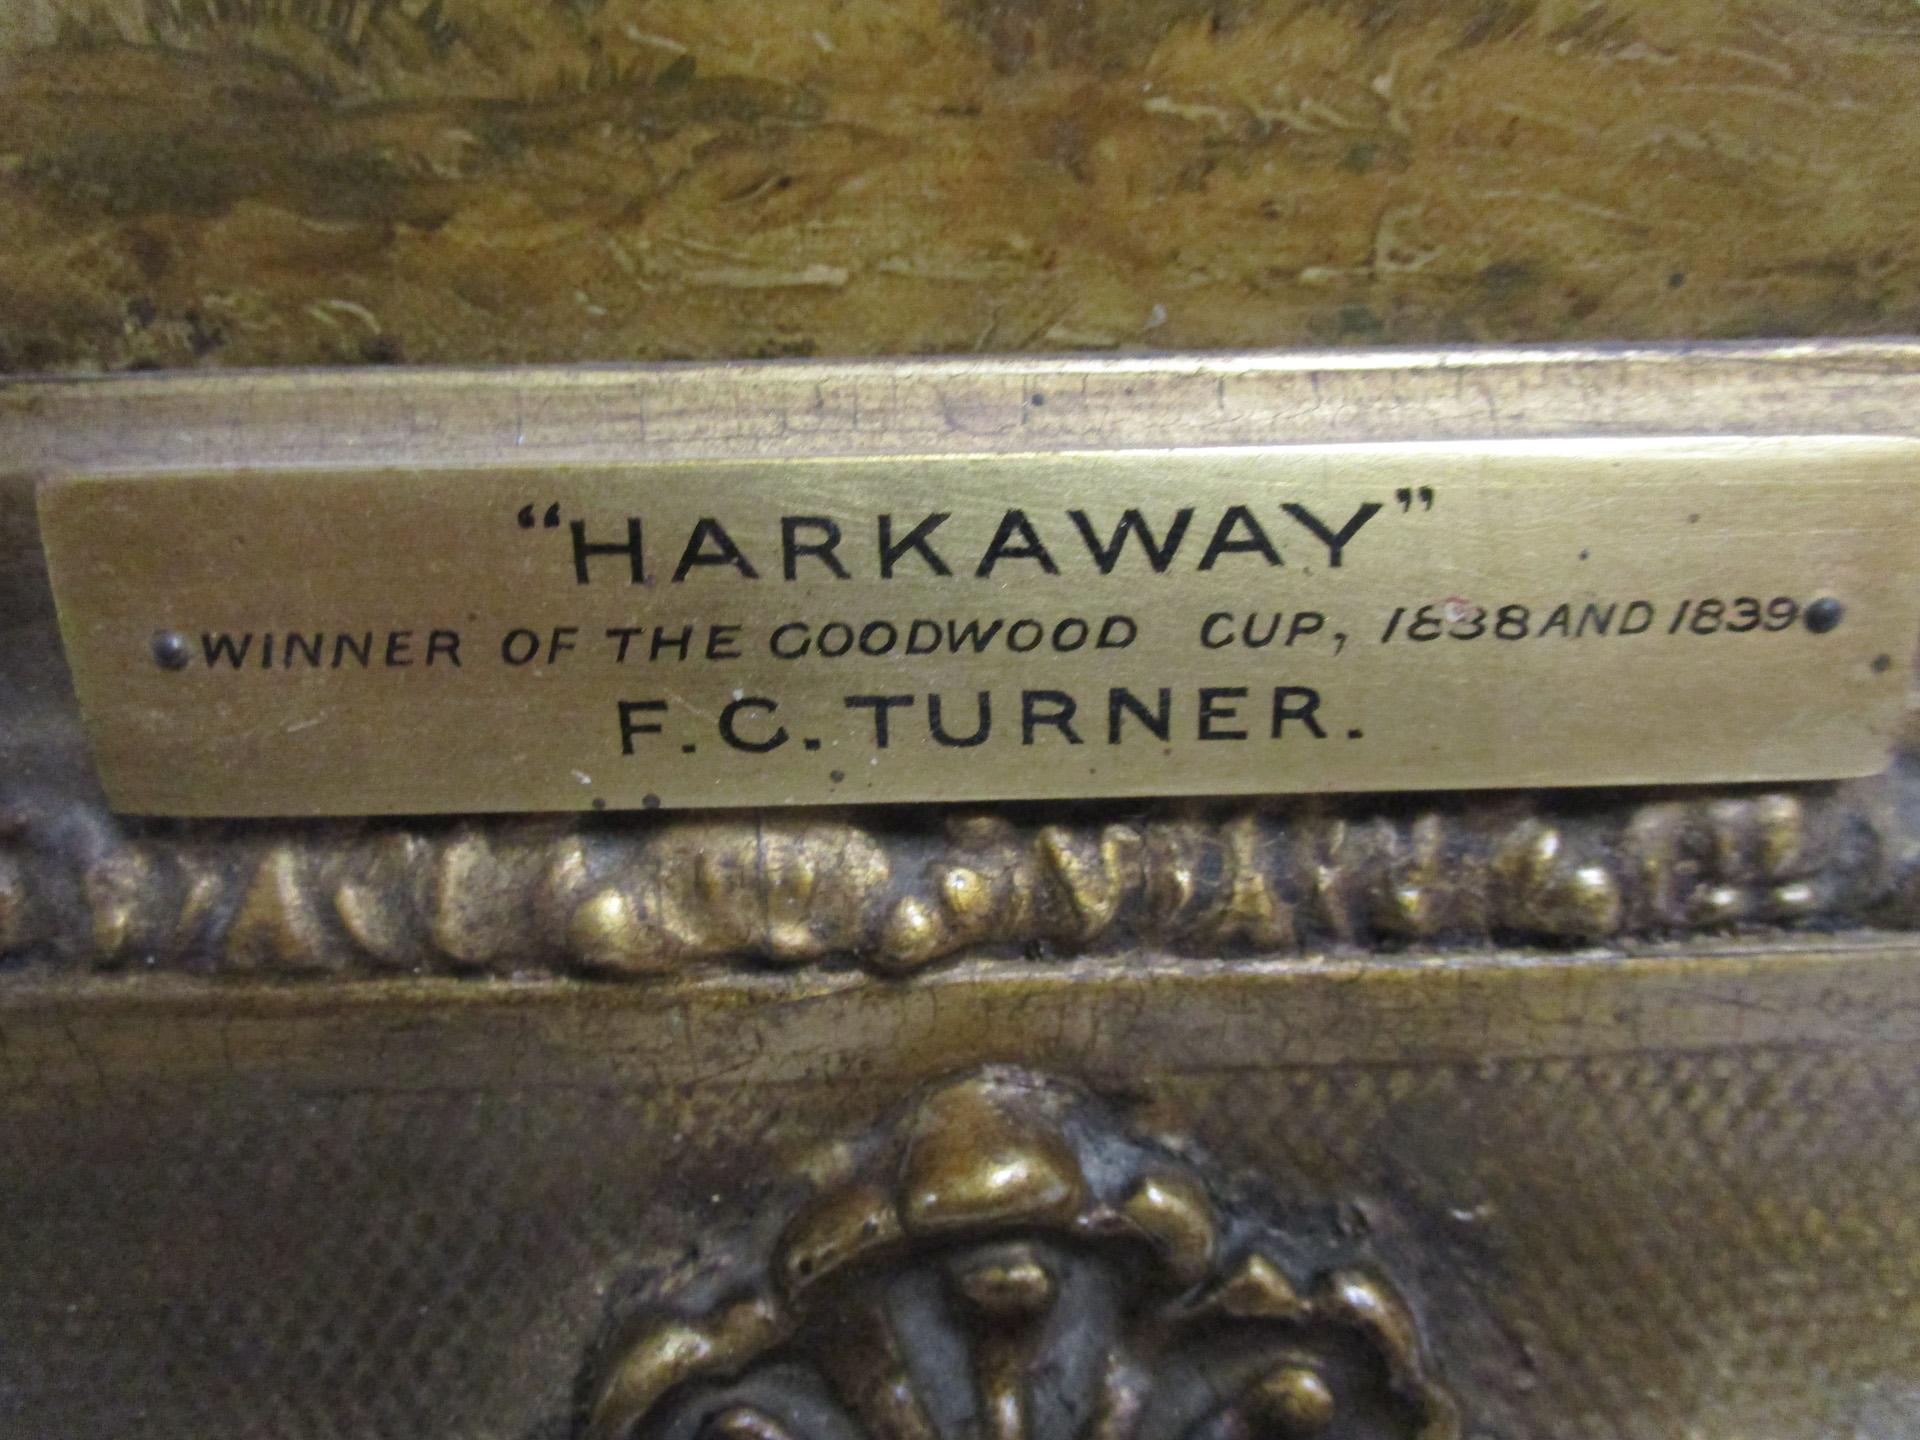 “HARKAWAY”
WINNER OF THE GOODWOOD CUP, 1838 AND 1839
F. C. TURNER.